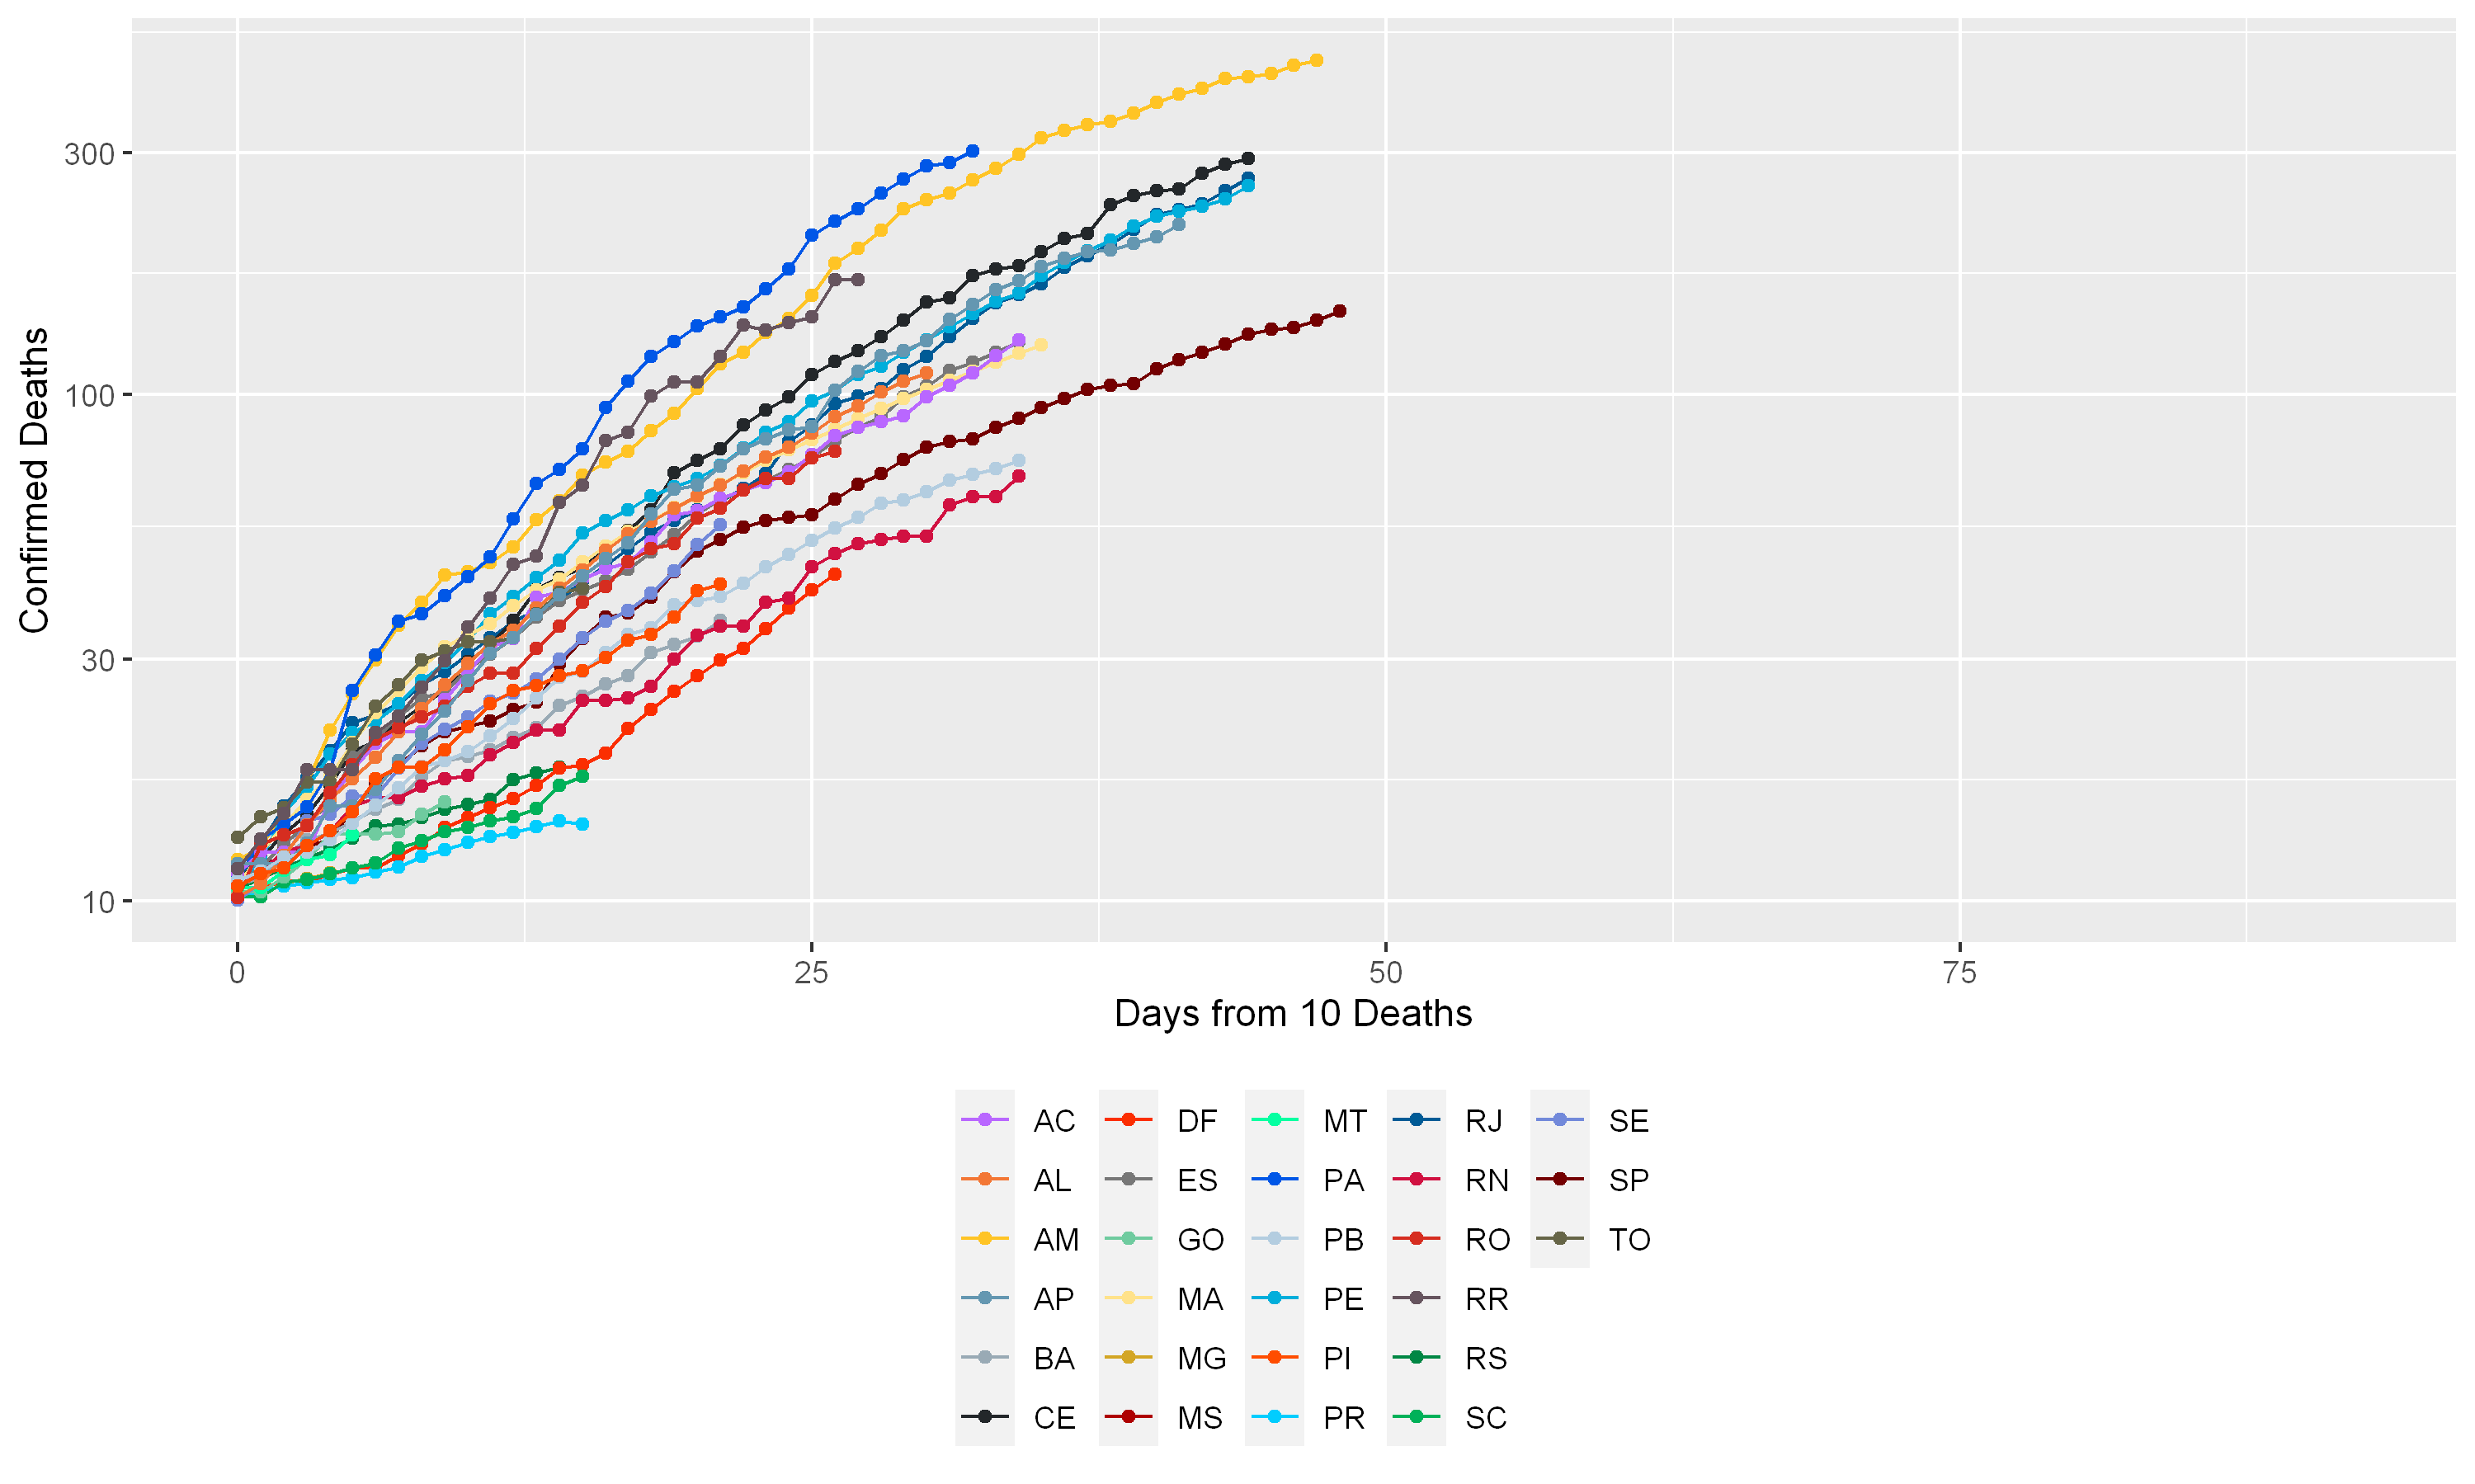 Confirmed Deaths
300
100
30
10
0 25 50 75
Days from 10 Deaths
AC DF MT RJ SE
AL ES PA RN SP
AM GO PB RO TO
AP MA PE RR
BA MG PI RS
CE MS PR SC